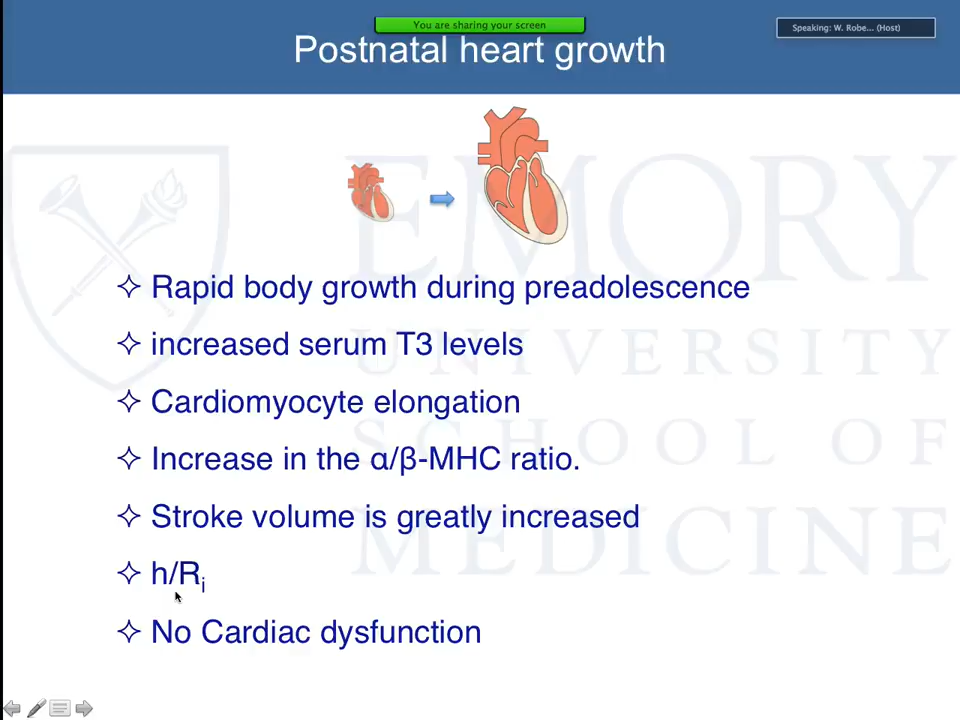 You are sharing your screen
Speaking: W. Robe... (Host)
Postnatal heart growth
EMORY
UNIVERSITY
SCHOOL OF
MEDICINE
✧ Rapid body growth during preadolescence
✧ increased serum T3 levels
✧ Cardiomyocyte elongation
✧ Increase in the α/β-MHC ratio.
✧ Stroke volume is greatly increased
✧ h/Ri
✧ No Cardiac dysfunction